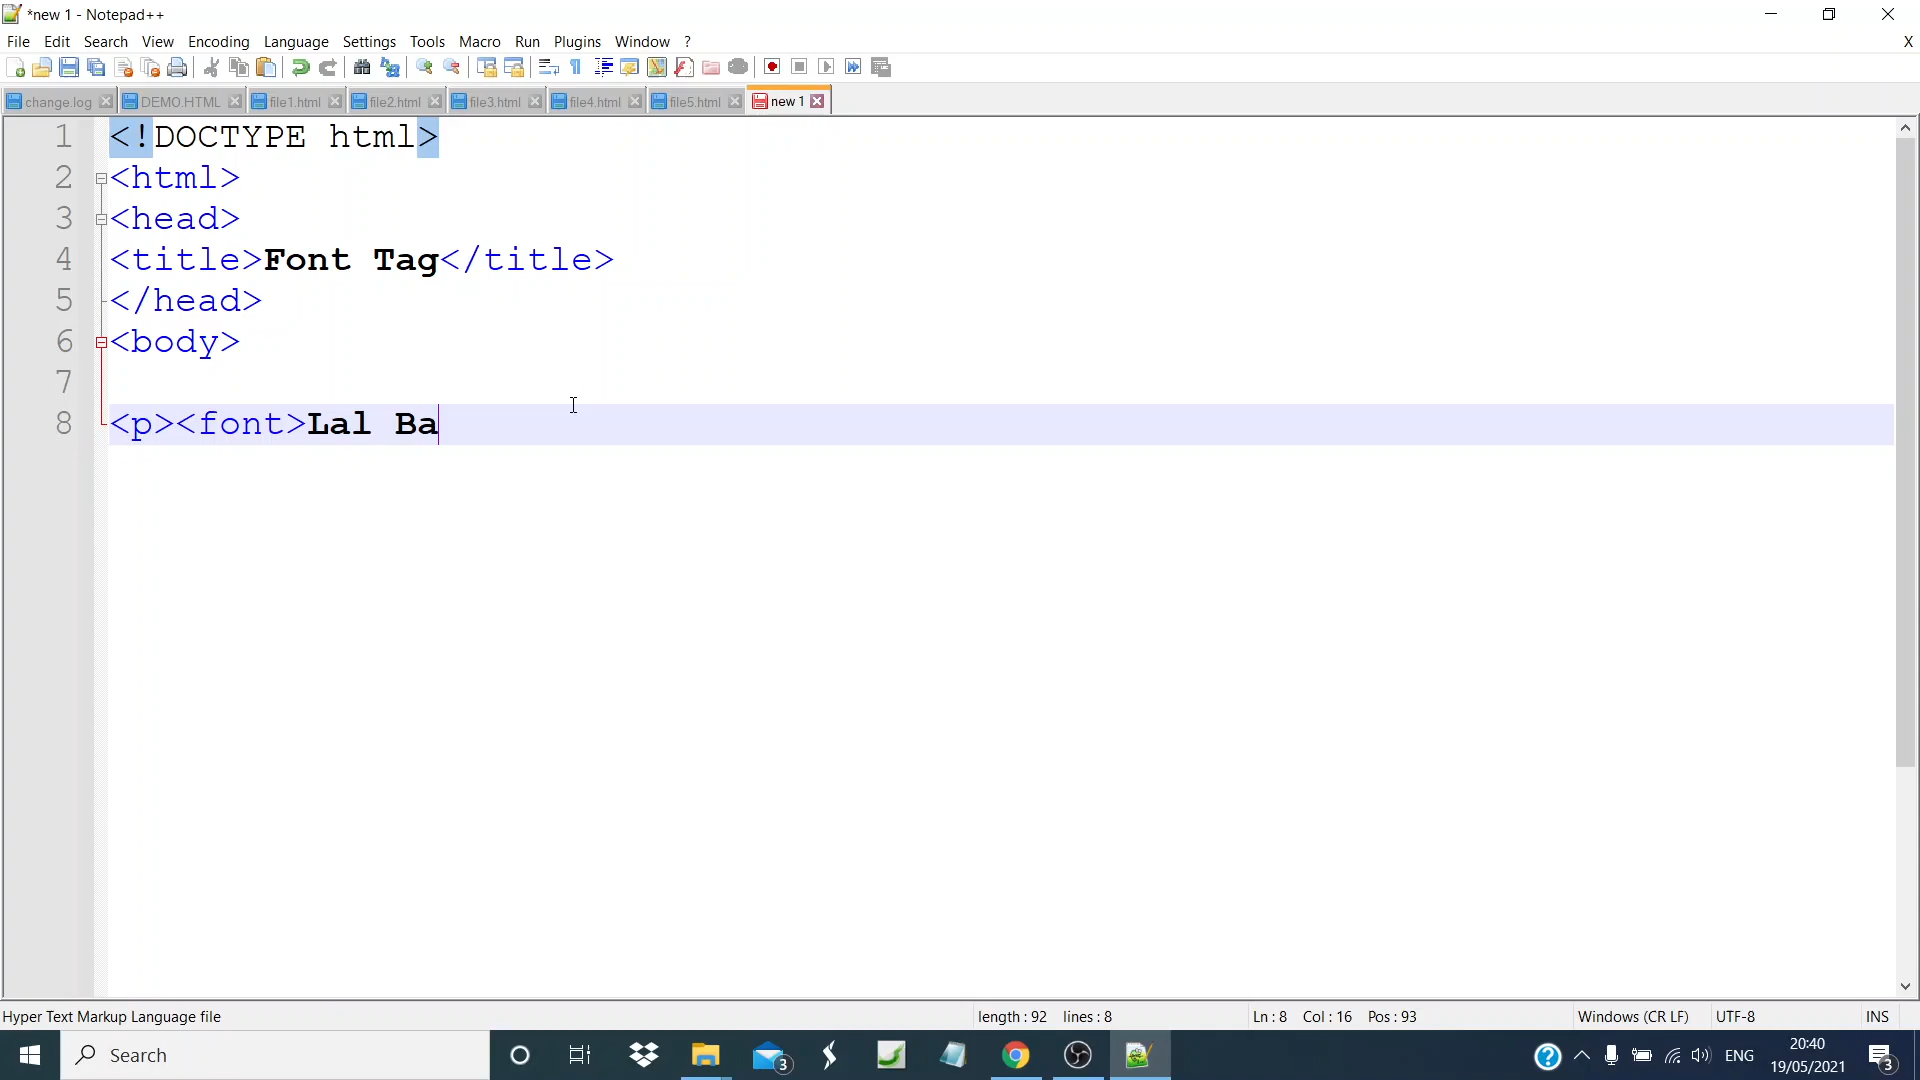 *new 1 - Notepad++
File Edit Search View Encoding Language Settings Tools Macro Run Plugins Window ? X
change.log DEMO.HTML file1.html file2.html file3.html file4.html file5.html new 1
1 <!DOCTYPE html>
2 <html>
3 <head>
4 <title>Font Tag</title>
5 </head>
6 <body>
7
8 <p><font>Lal Ba
Hyper Text Markup Language file length : 92 lines : 8 Ln : 8 Col : 16 Pos : 93 Windows (CR LF) UTF-8 INS
Search 3 ENG 20:40 3
19/05/2021